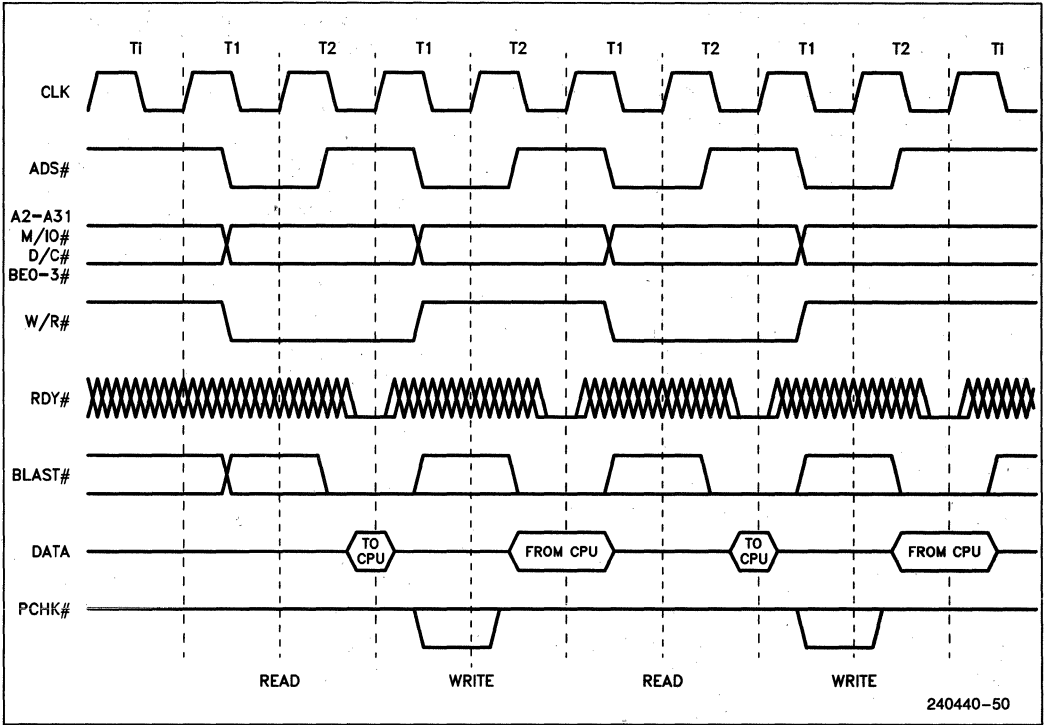 Ti T1 T2 T1 T2 T1 T2 T1 T2 Ti
CLK
ADS#
A2-A31
M/IO#
D/C#
BE0-3#
W/R#
RDY#
BLAST#
DATA
TO
CPU
FROM CPU
TO
CPU
FROM CPU
PCHK#
READ WRITE READ WRITE
240440-50